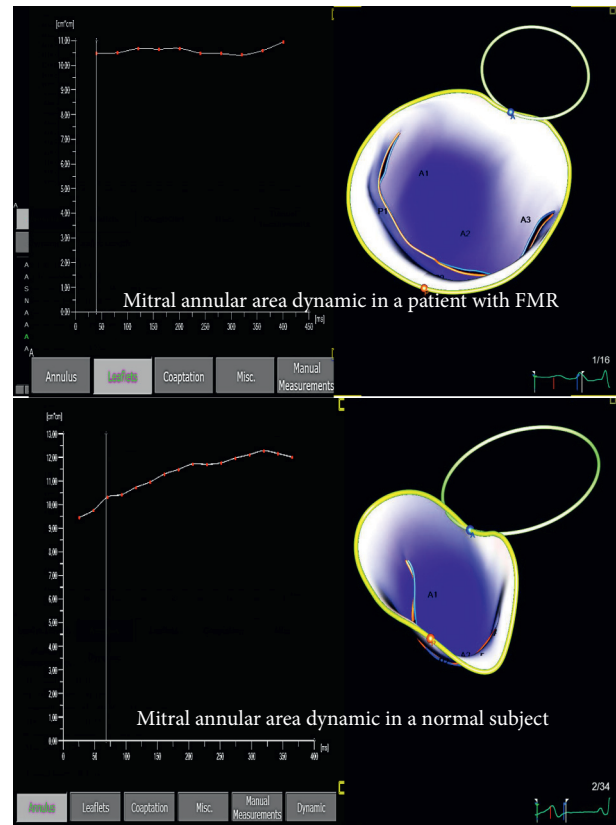 [cm*cm]
11.00
10.00
9.00
8.00
7.00
6.00
5.00
4.00
3.00
2.00
1.00
0.00
0 50 100 150 200 250 300 350 400 450 [ms]
A
A
A
S
N
A
A
A
A
A
A1
P1
A2
A3
Mitral annular area dynamic in a patient with FMR
Annulus Leaflets Coaptation Misc. Manual Measurements
1/16
[cm*cm]
13.00
12.00
11.00
10.00
9.00
8.00
7.00
6.00
5.00
4.00
3.00
2.00
1.00
0.00
0 50 100 150 200 250 300 350 400 [ms]
A1
A2
Mitral annular area dynamic in a normal subject
Annulus Leaflets Coaptation Misc. Manual Measurements Dynamic
2/34